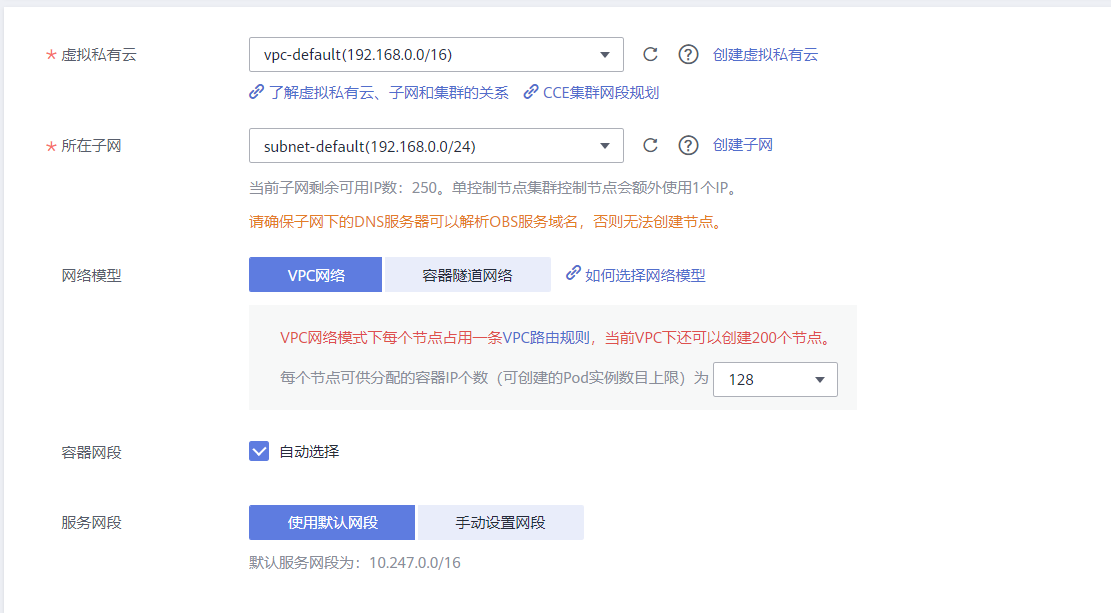 * 虚拟私有云 vpc-default(192.168.0.0/16) 创建虚拟私有云
了解虚拟私有云、子网和集群的关系 CCE集群网段规划
* 所在子网 subnet-default(192.168.0.0/24) 创建子网
当前子网剩余可用IP数：250。单控制节点集群控制节点会额外使用1个IP。
请确保子网下的DNS服务器可以解析OBS服务域名，否则无法创建节点。
网络模型 VPC网络 容器隧道网络 如何选择网络模型
VPC网络模式下每个节点占用一条VPC路由规则，当前VPC下还可以创建200个节点。
每个节点可供分配的容器IP个数（可创建的Pod实例数目上限）为 128
容器网段 自动选择
服务网段 使用默认网段 手动设置网段
默认服务网段为：10.247.0.0/16